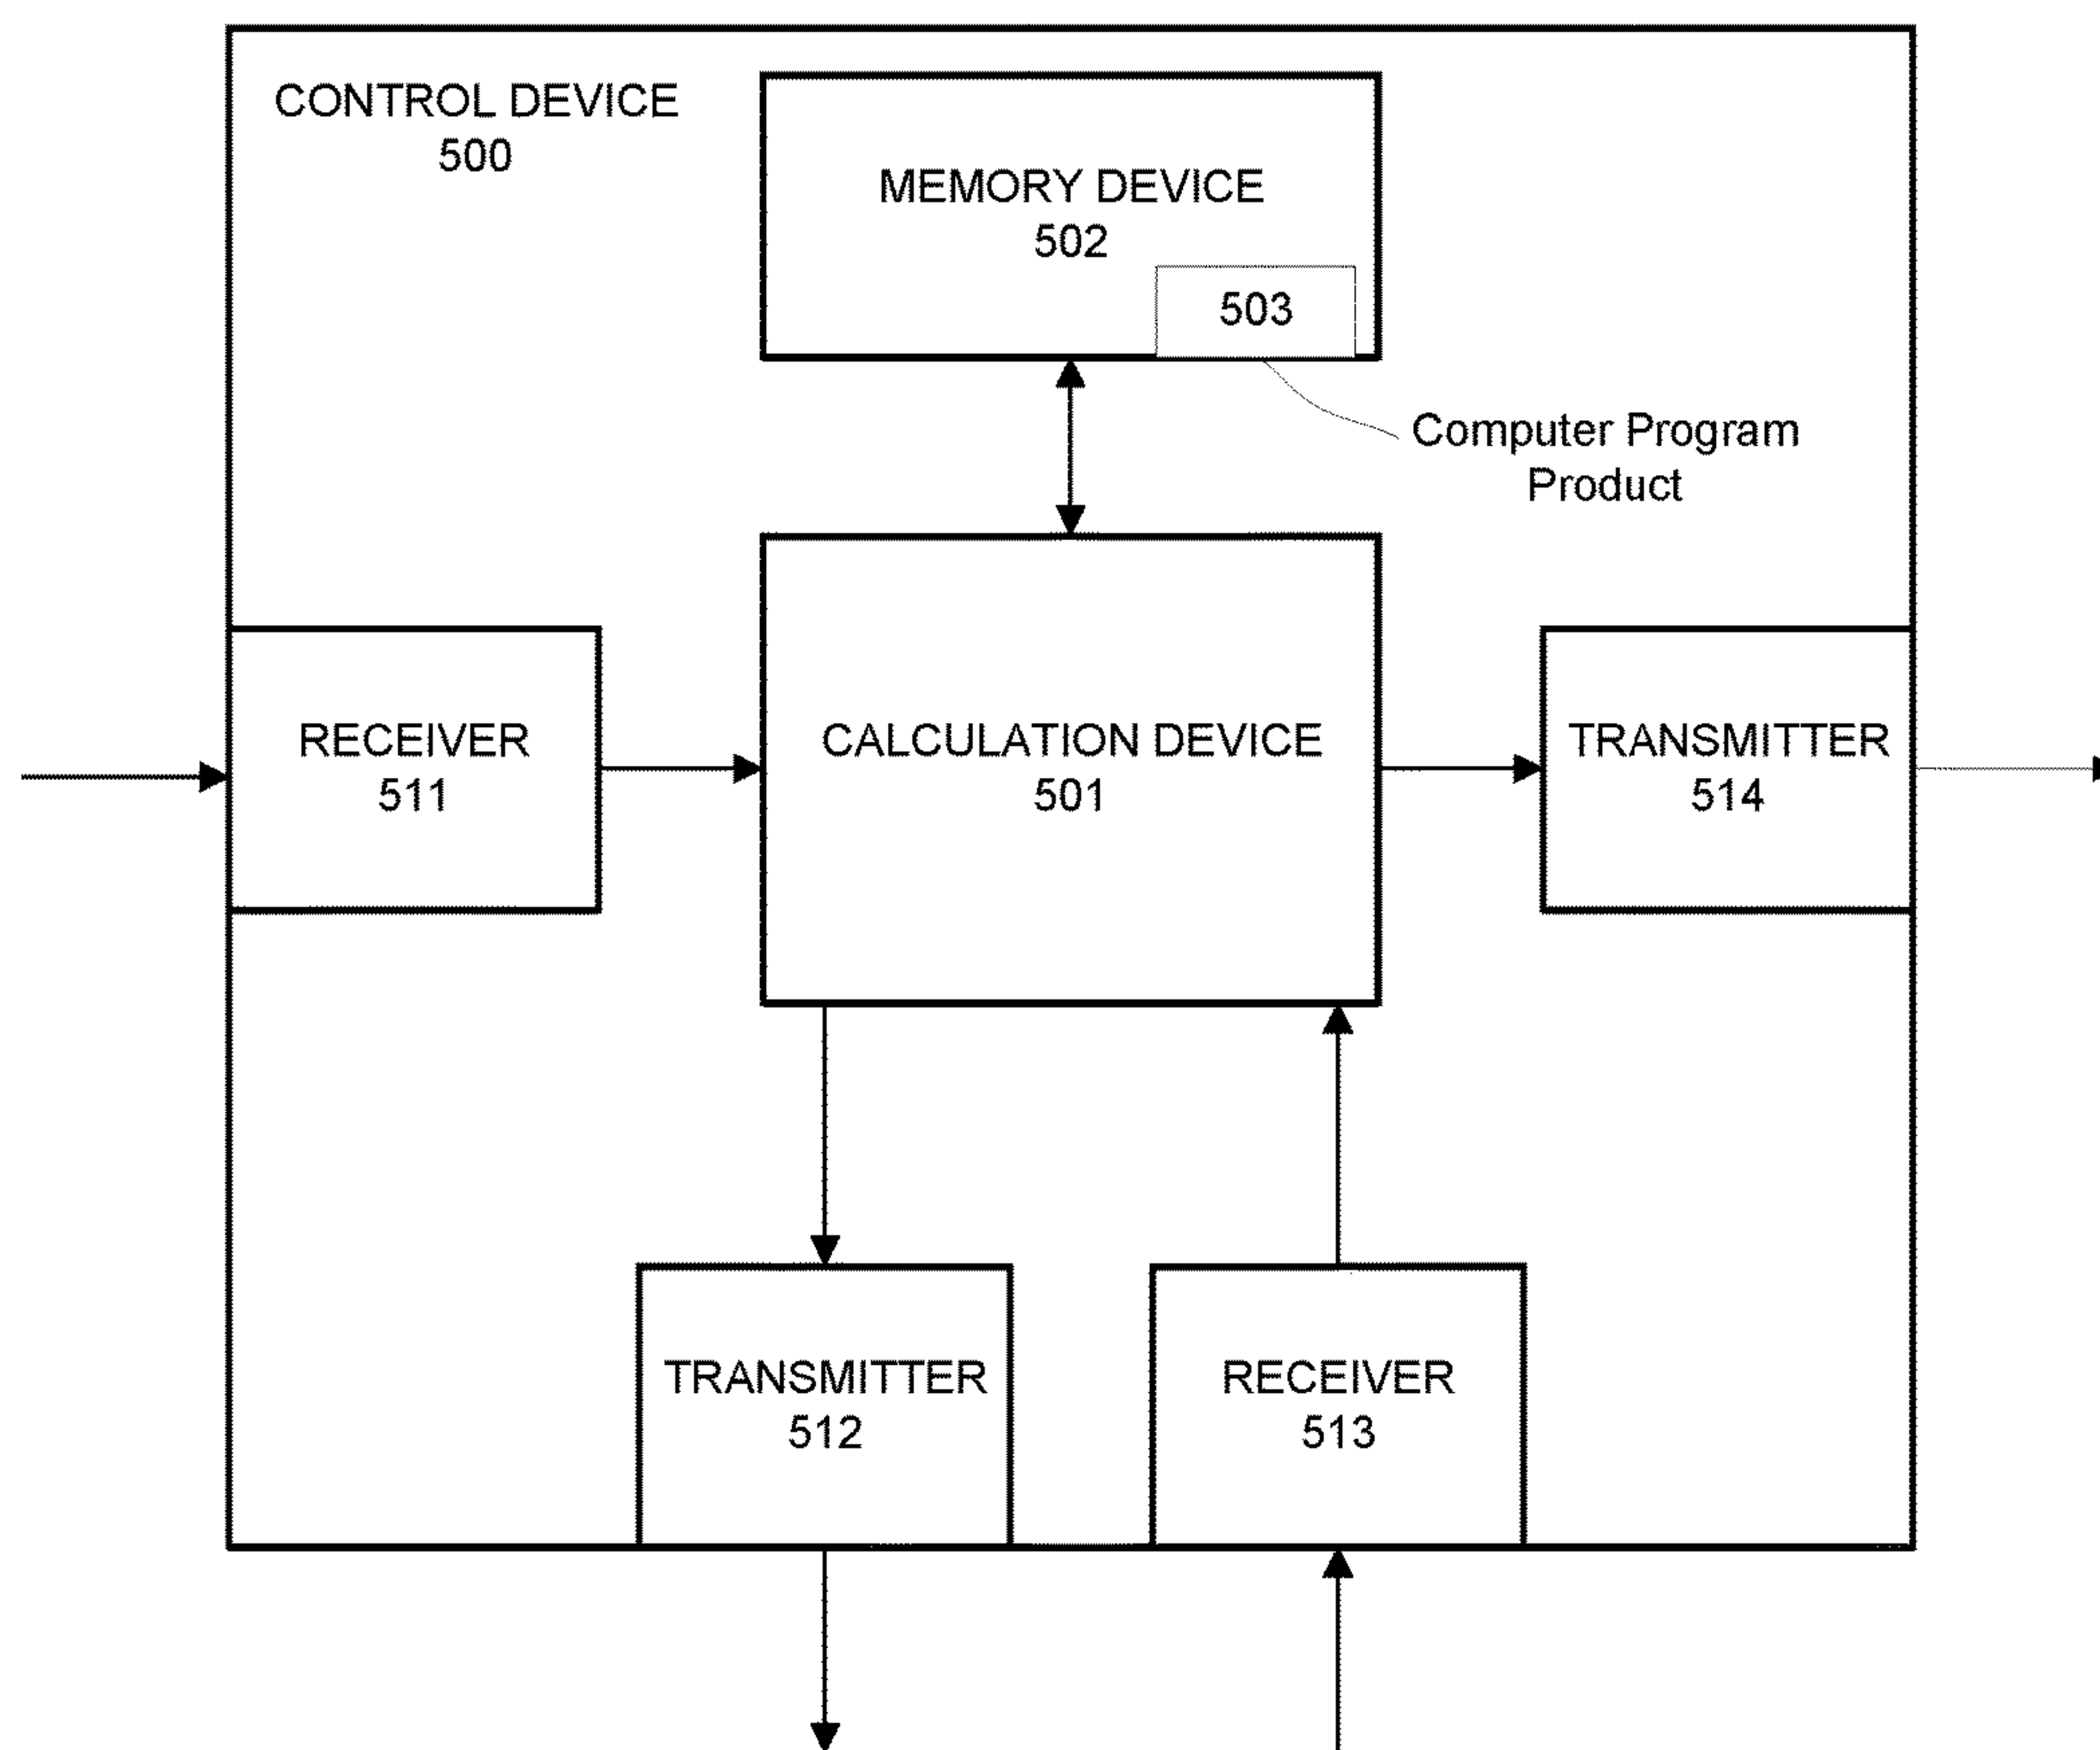 CONTROL DEVICE
500
MEMORY DEVICE
502
503
Computer Program
Product
RECEIVER
511
CALCULATION DEVICE
501
TRANSMITTER
514
TRANSMITTER
512
RECEIVER
513